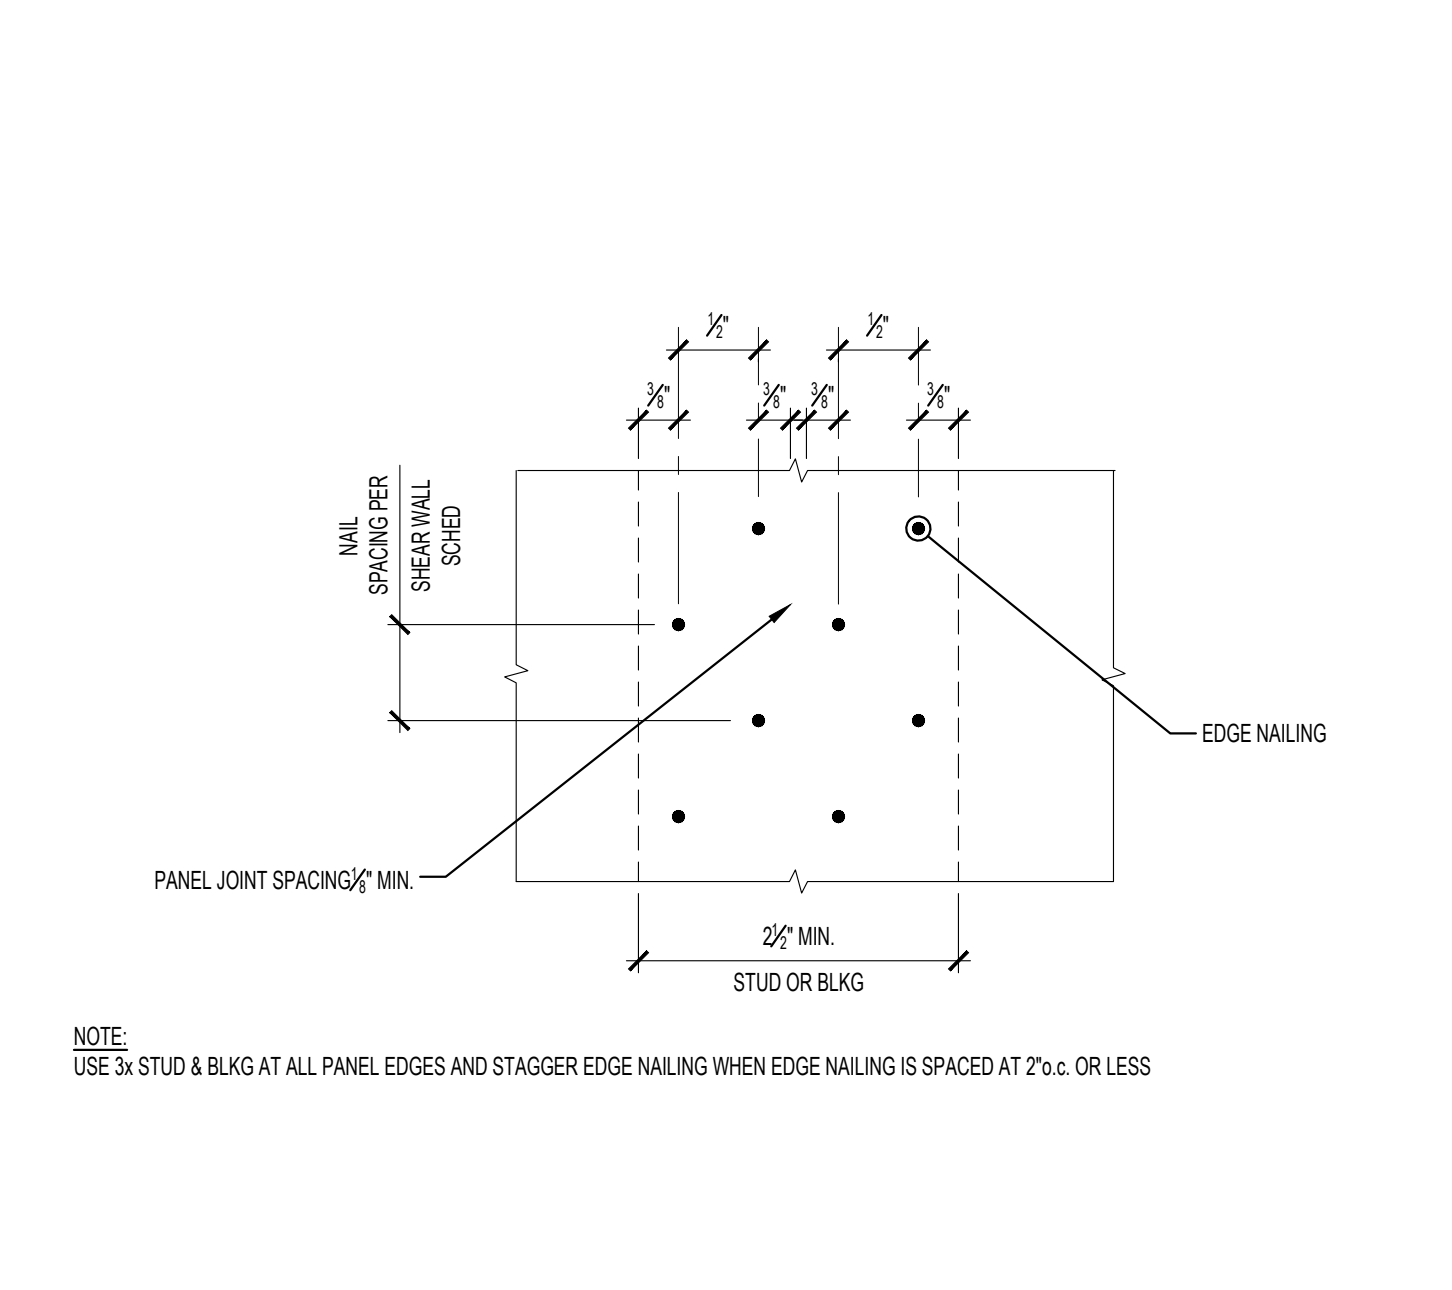 1/2" 1/2"
3/8" 3/8" 3/8" 3/8"
NAIL
SPACING PER
SHEAR WALL
SCHED
EDGE NAILING
PANEL JOINT SPACING 1/8" MIN.
2 1/2" MIN.
STUD OR BLKG
NOTE:
USE 3x STUD & BLKG AT ALL PANEL EDGES AND STAGGER EDGE NAILING WHEN EDGE NAILING IS SPACED AT 2"o.c. OR LESS